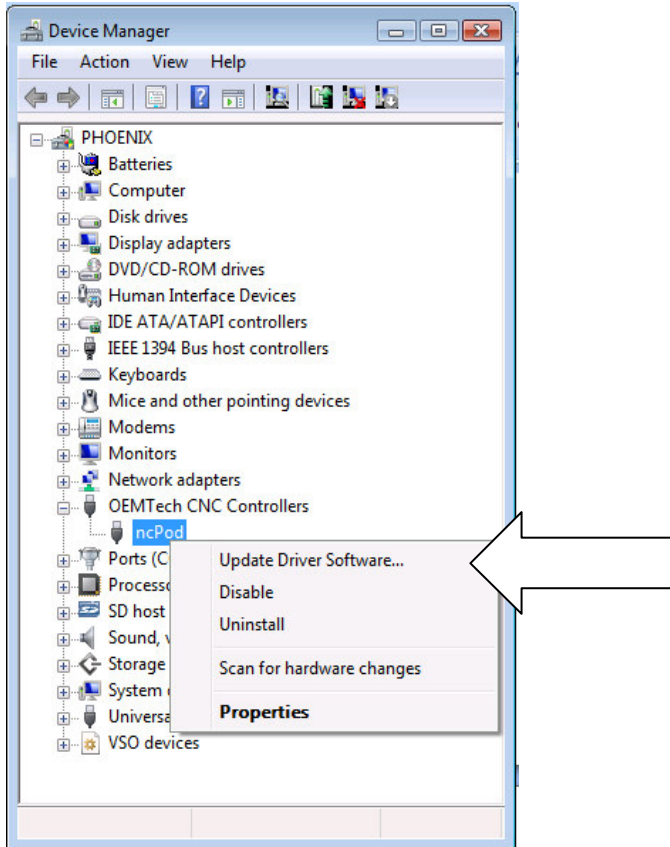 Device Manager
File Action View Help
PHOENIX
Batteries
Computer
Disk drives
Display adapters
DVD/CD-ROM drives
Human Interface Devices
IDE ATA/ATAPI controllers
IEEE 1394 Bus host controllers
Keyboards
Mice and other pointing devices
Modems
Monitors
Network adapters
OEMTech CNC Controllers
ncPod
Ports (C
Processo
SD host
Sound, v
Storage
System
Universa
VSO devices
Update Driver Software...
Disable
Uninstall
Scan for hardware changes
Properties